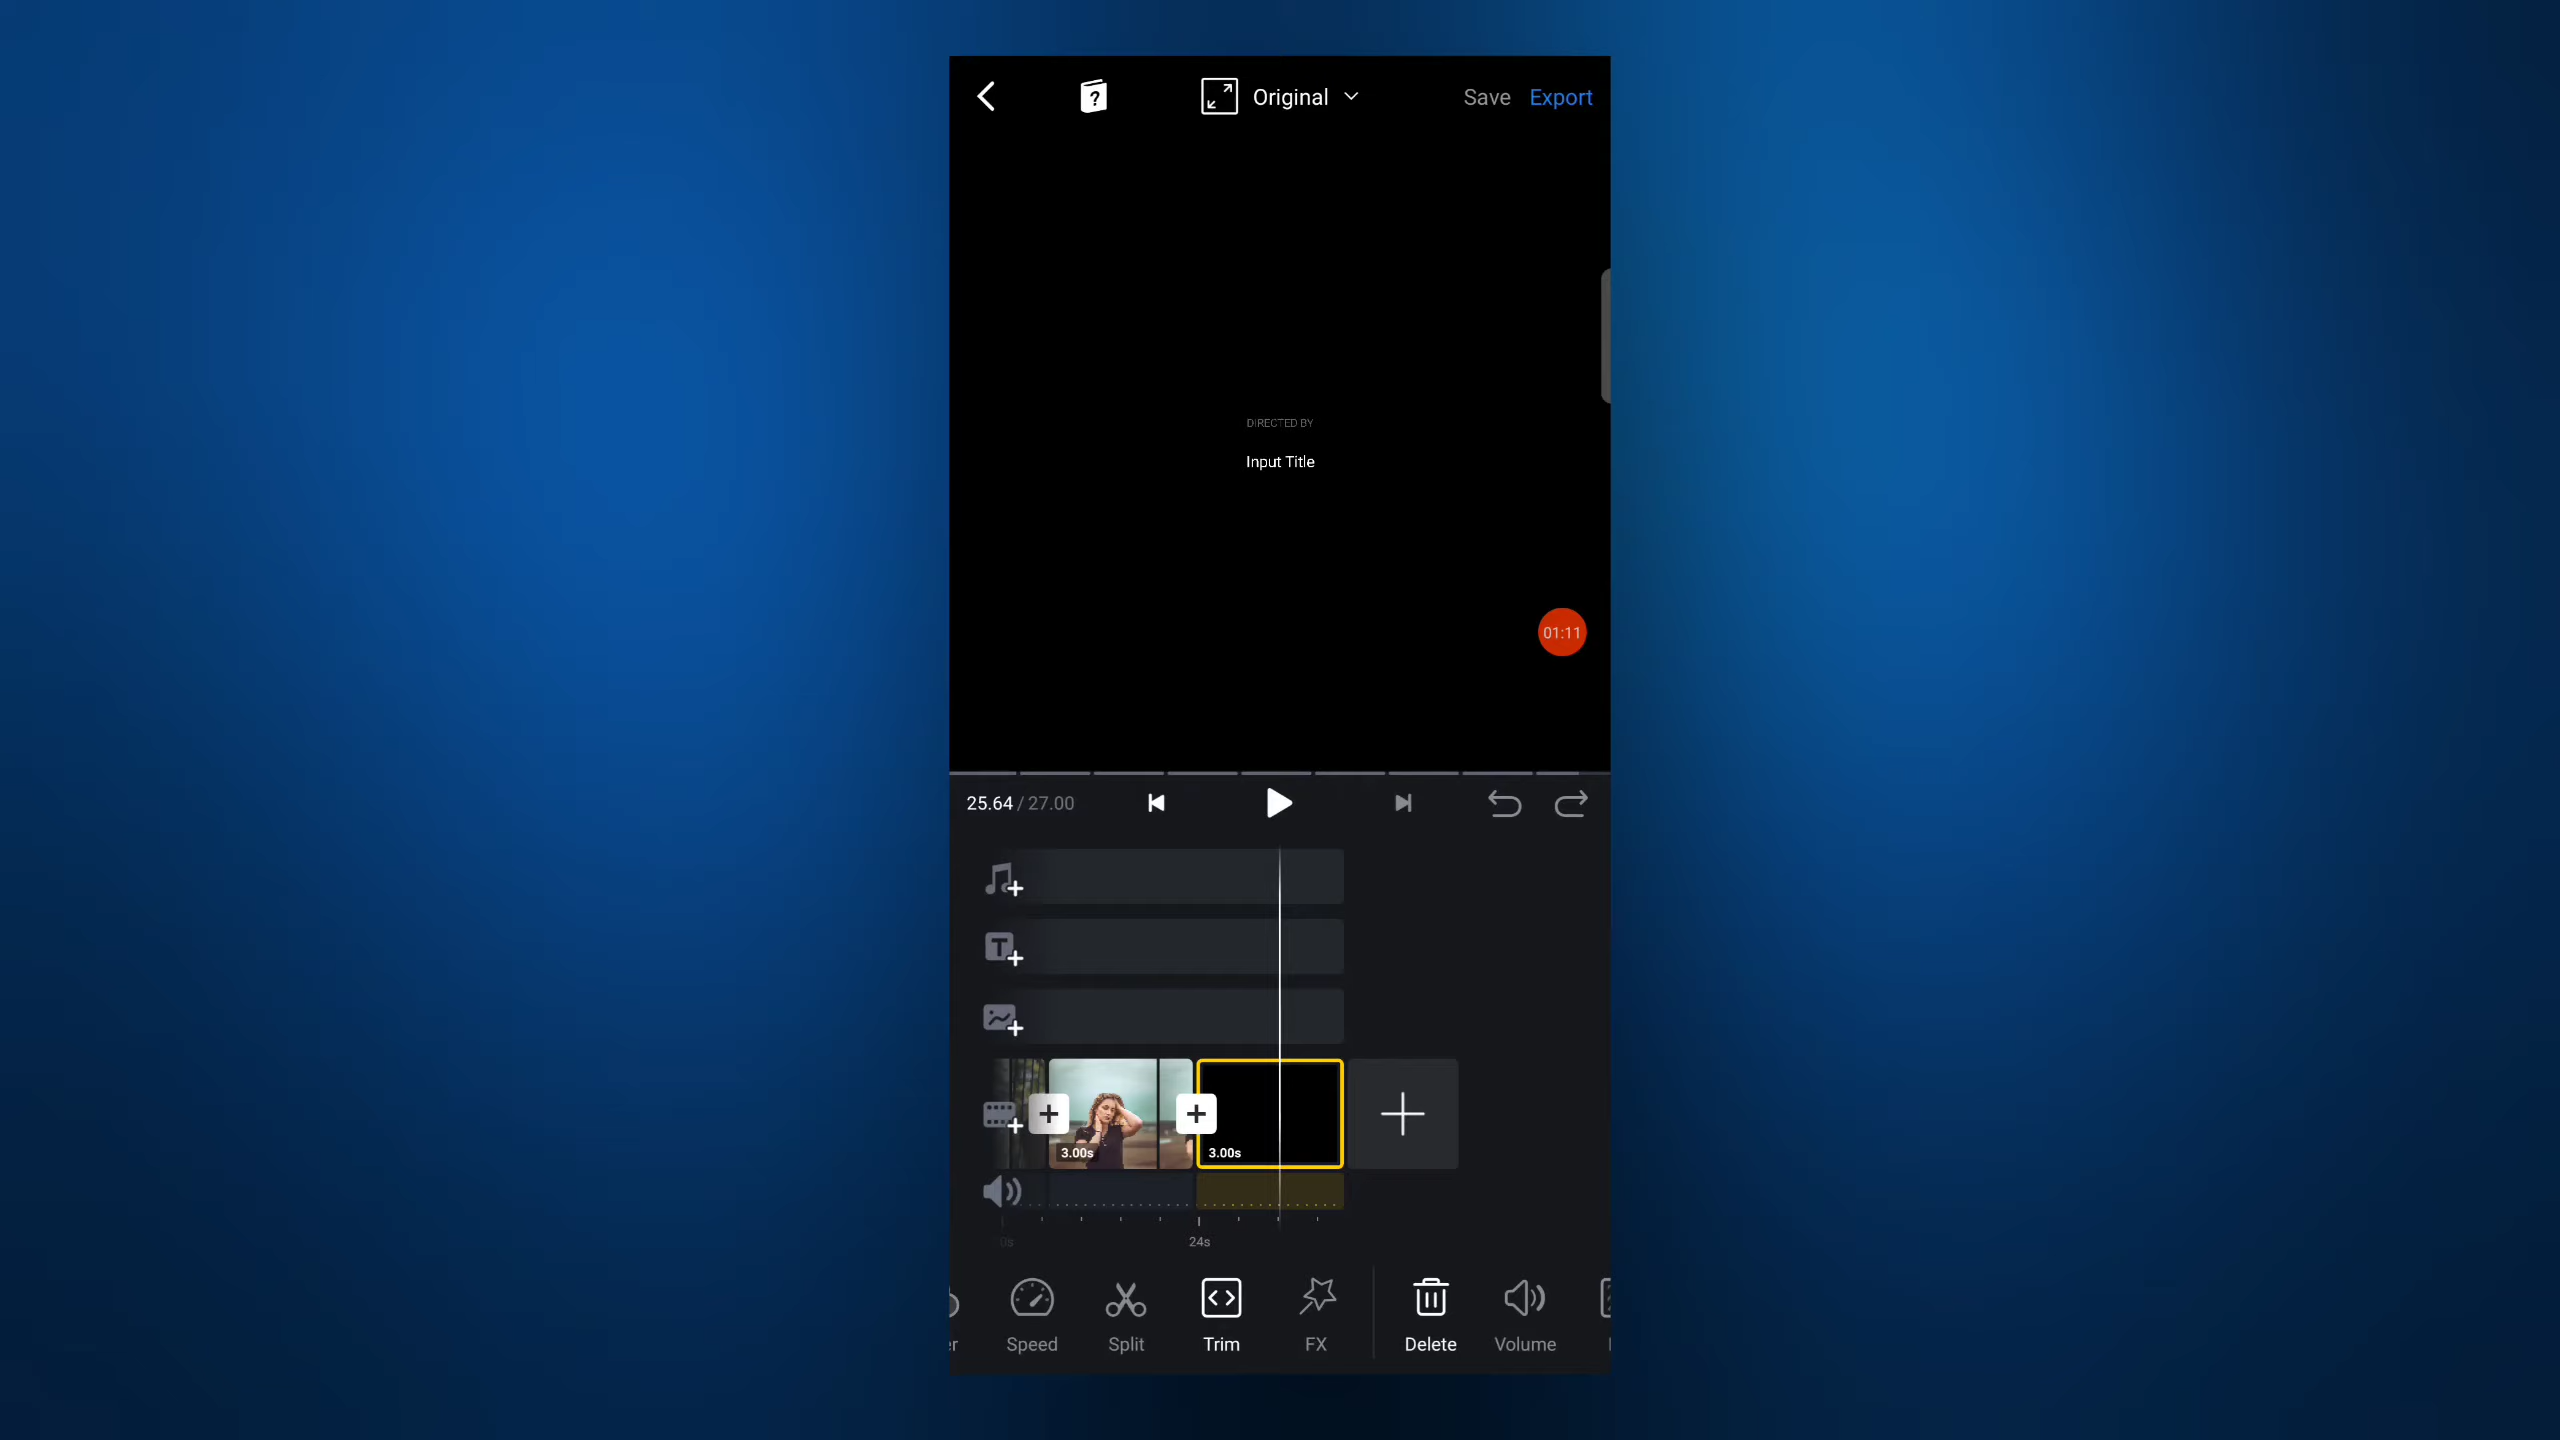 Original
Save Export
DIRECTED BY
Input Title
01:11
25.64 / 27.00
3.00s
3.00s
24s
Speed
Split
Trim
FX
Delete
Volume